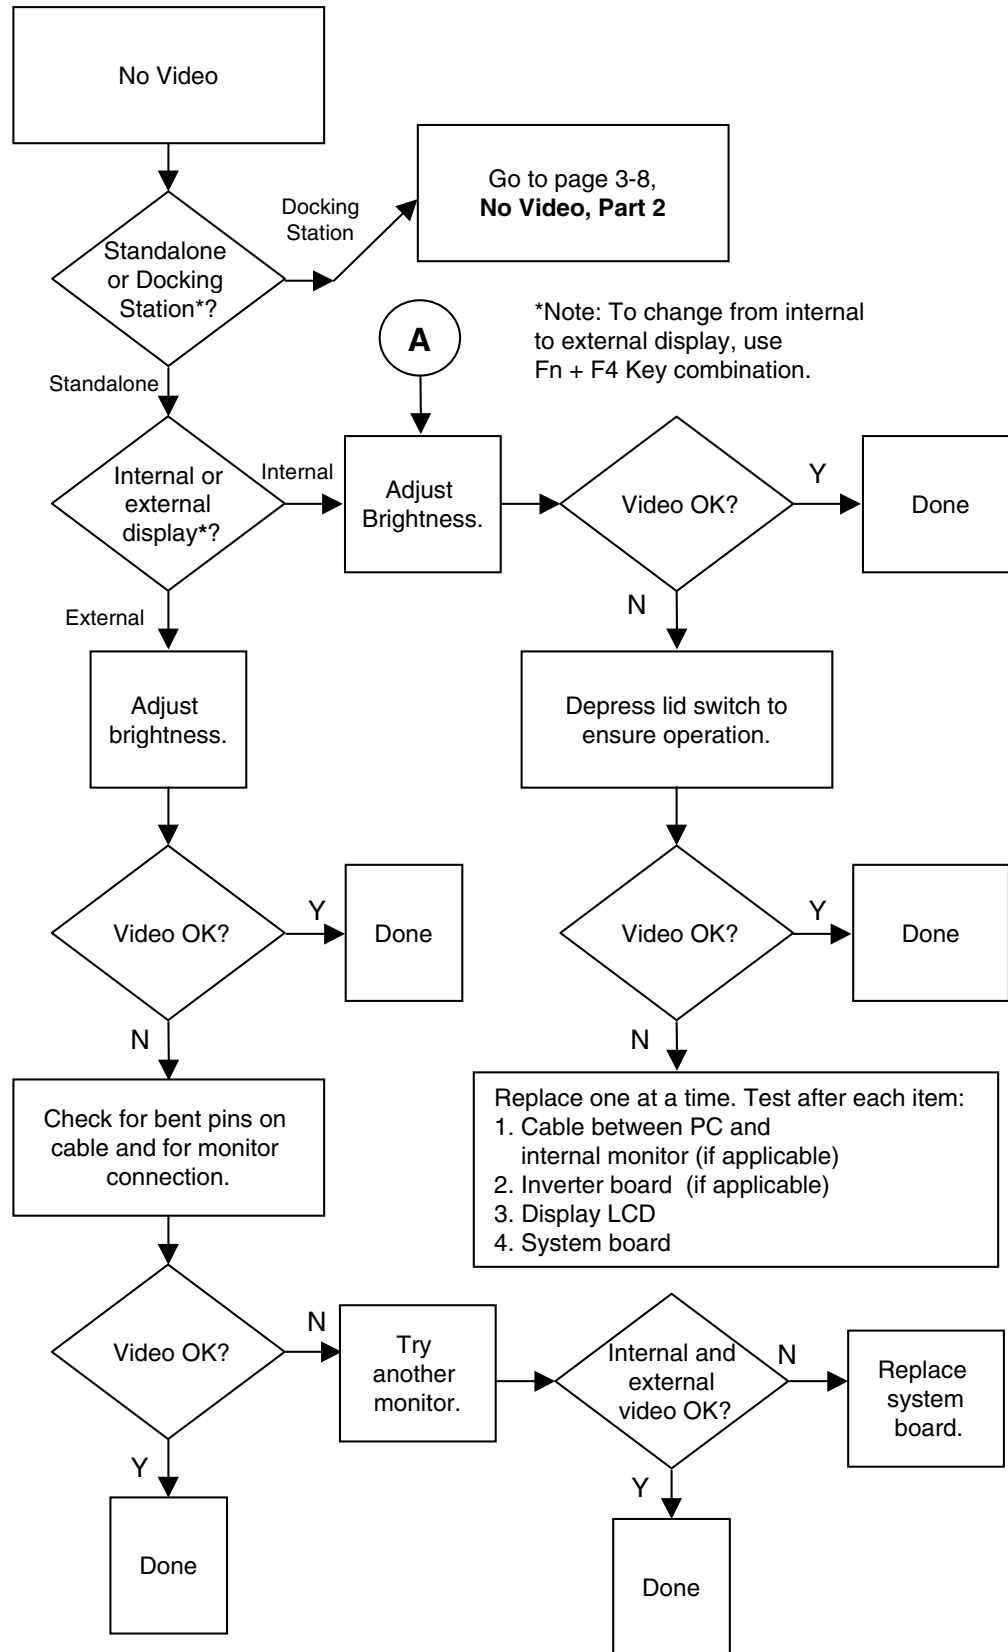 No Video
Docking
Station
Go to page 3-8,
No Video, Part 2
Standalone
or Docking
Station*?
*Note: To change from internal
to external display, use
Fn + F4 Key combination.
A
Standalone
Internal or
external
display*?
Internal
Adjust
Brightness.
Video OK?
Y
Done
N
External
Adjust
brightness.
Depress lid switch to
ensure operation.
Video OK?
Y
Done
Video OK?
Y
Done
N
N
Check for bent pins on
cable and for monitor
connection.
Replace one at a time. Test after each item:
1. Cable between PC and
internal monitor (if applicable)
2. Inverter board (if applicable)
3. Display LCD
4. System board
Video OK?
N
Try
another
monitor.
Internal and
external
video OK?
N
Replace
system
board.
Y
Done
Y
Done